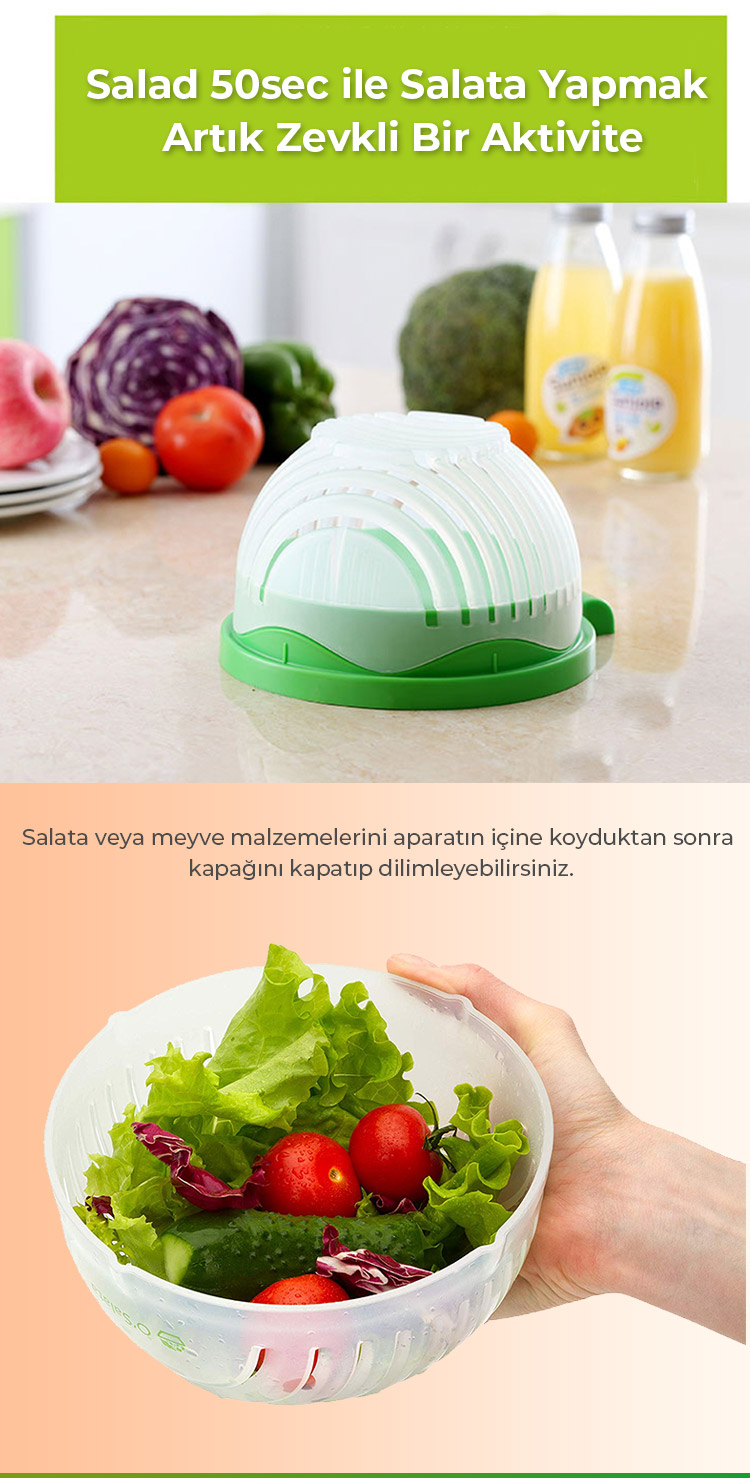 Salad 50sec ile Salata Yapmak
Artık Zevkli Bir Aktivite
Salata veya meyve malzemelerini aparatın içine koyduktan sonra
kapağını kapatıp dilimleyebilirsiniz.